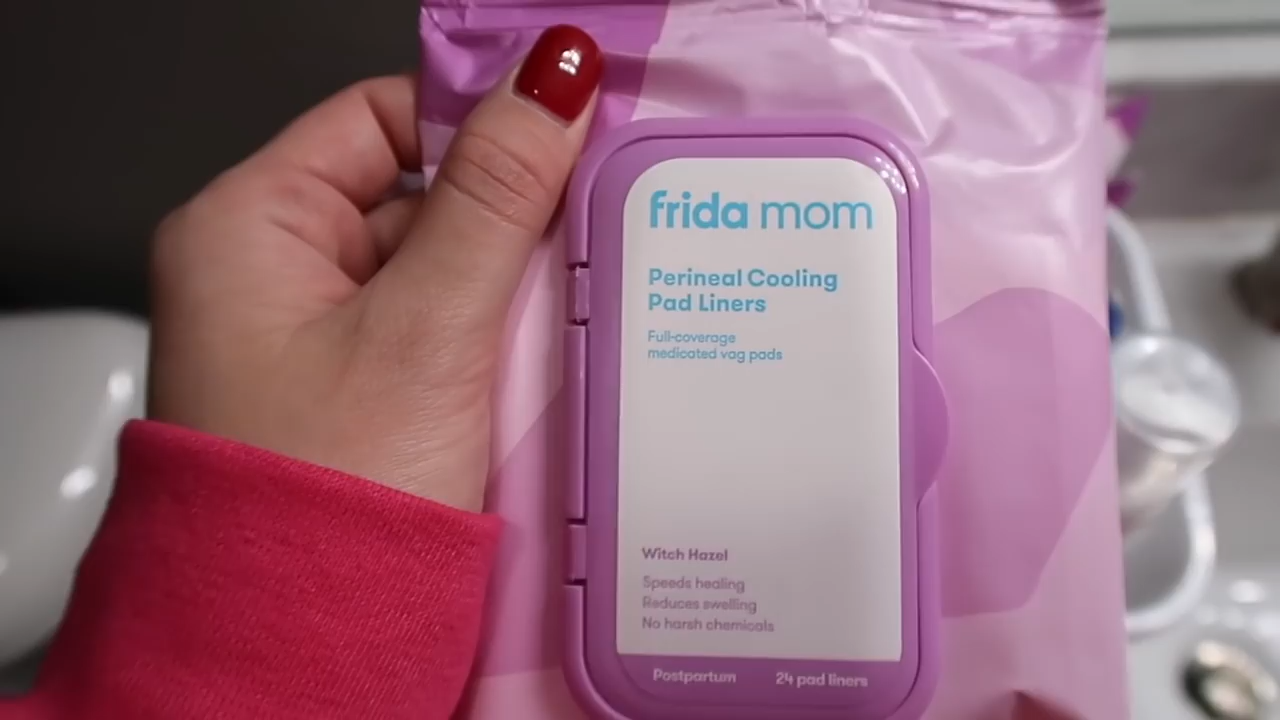 frida mom
Perineal Cooling
Pad Liners
Full-coverage
medicated vag pads
Witch Hazel
Speeds healing
Reduces swelling
No harsh chemicals
Postpartum 24 pad liners